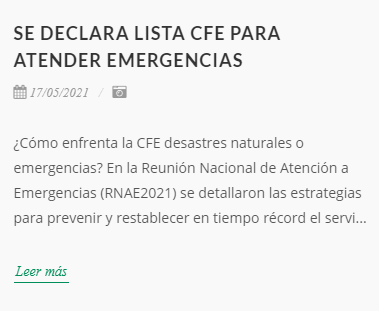 SE DECLARA LISTA CFE PARA
ATENDER EMERGENCIAS
17/05/2021 /
¿Cómo enfrenta la CFE desastres naturales o
emergencias? En la Reunión Nacional de Atención a
Emergencias (RNAE2021) se detallaron las estrategias
para prevenir y restablecer en tiempo récord el servi...
Leer más